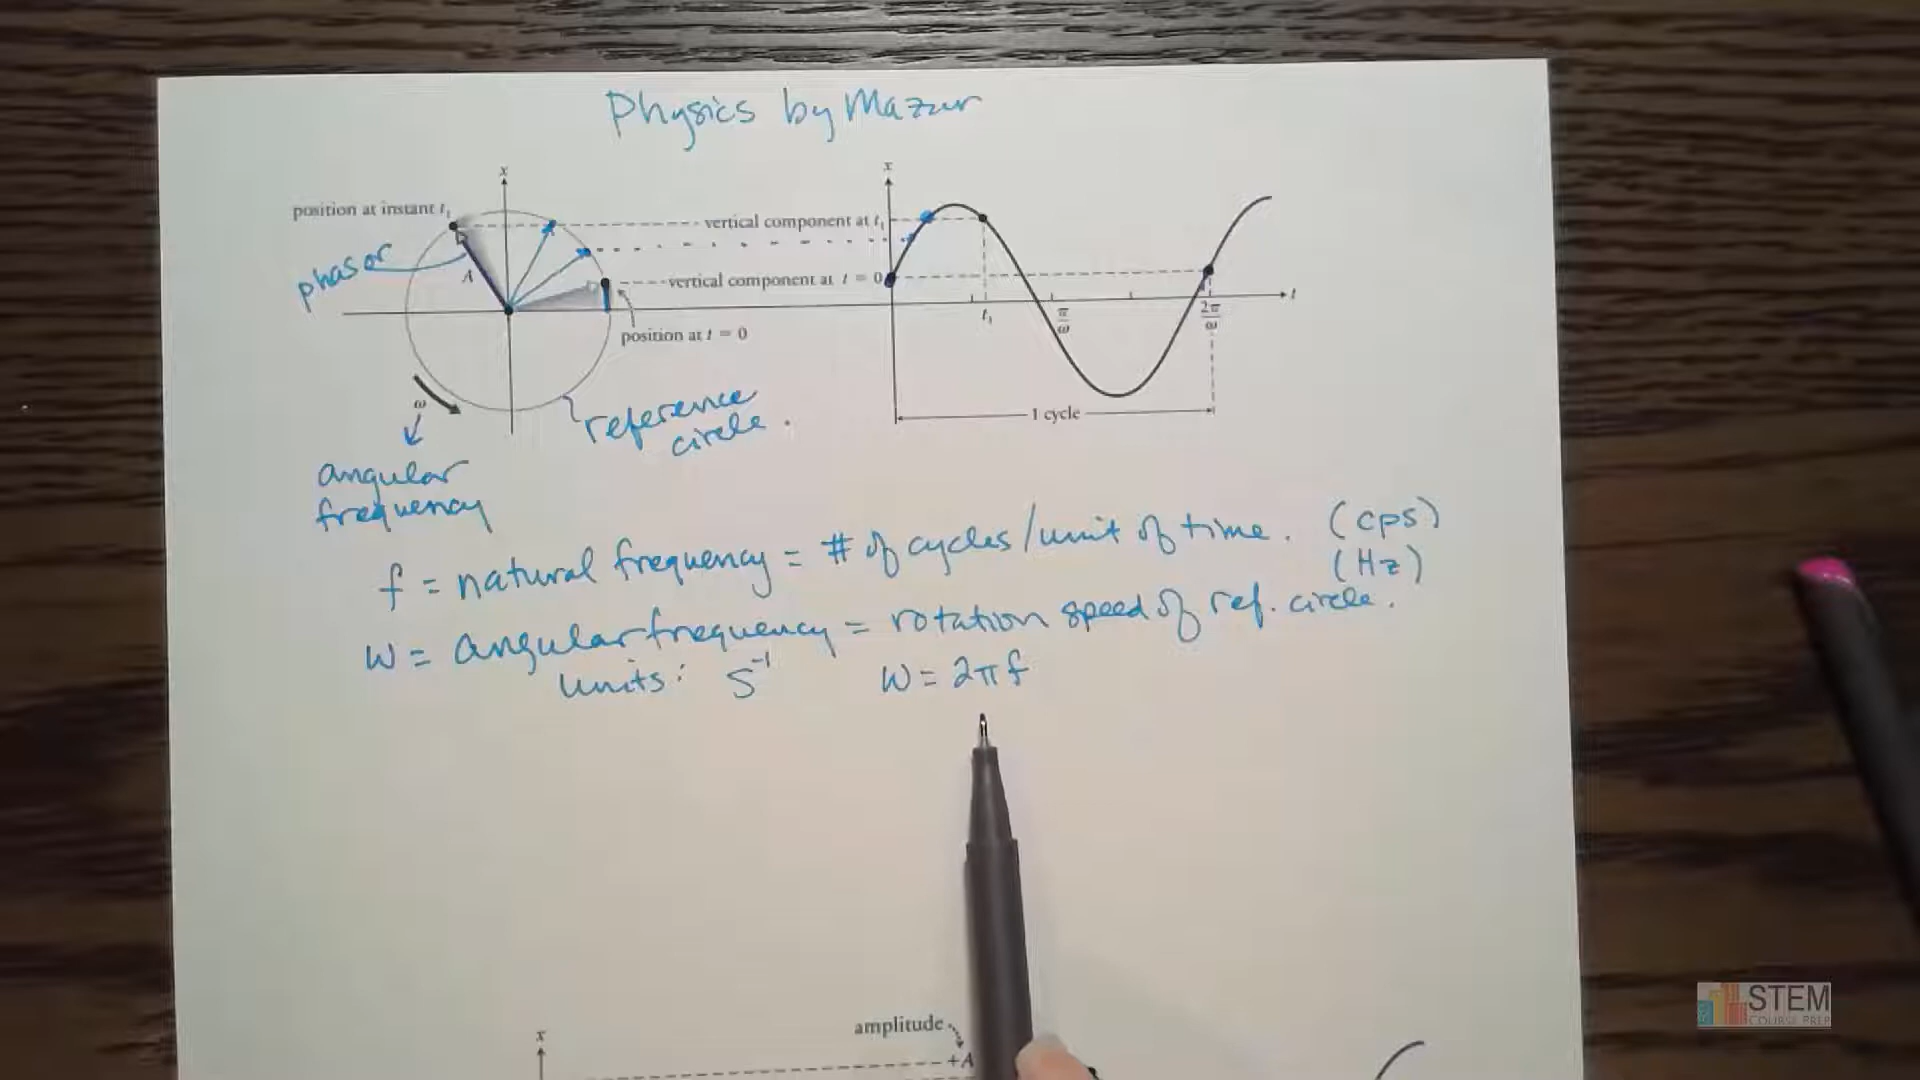 Physics by Mazur
x
x
position at instant t₁
vertical component at t₁
phasor
A
vertical component at t = 0
t
position at t = 0
t₁
π/ω
2π/ω
ω
reference
circle.
1 cycle
angular
frequency
f = natural frequency = # of cycles/unit of time. (cps)
(Hz)
W = angular frequency = rotation speed of ref. circle.
units: S⁻¹ W = 2πf
STEM
COURSE PREP
amplitude
x
+A